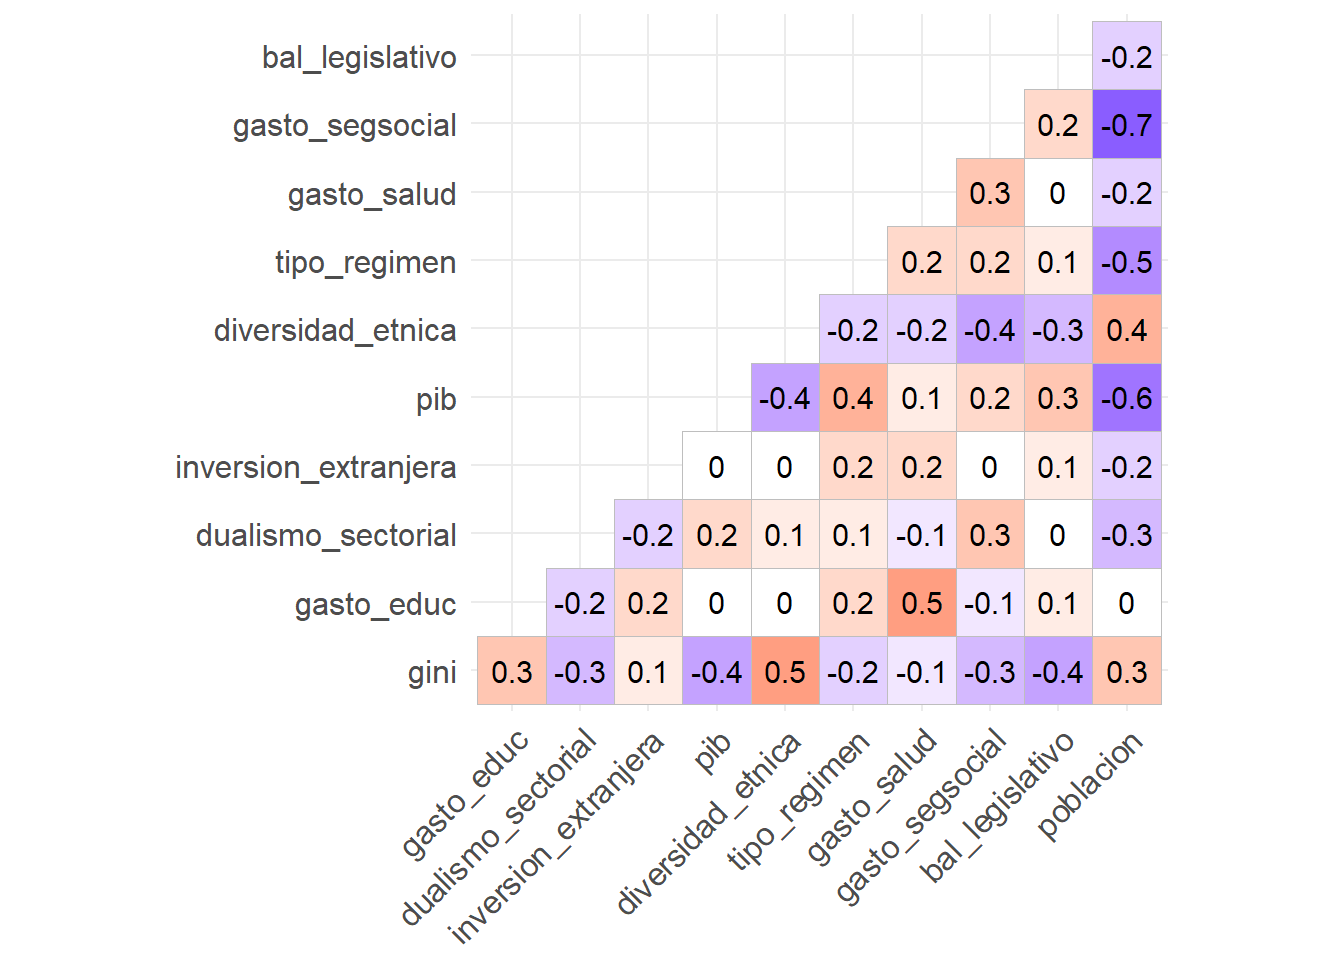 bal_legislativo -0.2
gasto_segsocial 0.2 -0.7
gasto_salud 0.3 0 -0.2
tipo_regimen 0.2 0.2 0.1 -0.5
diversidad_etnica -0.2 -0.2 -0.4 -0.3 0.4
pib -0.4 0.4 0.1 0.2 0.3 -0.6
inversion_extranjera 0 0 0.2 0.2 0 0.1 -0.2
dualismo_sectorial -0.2 0.2 0.1 0.1 -0.1 0.3 0 -0.3
gasto_educ -0.2 0.2 0 0 0.2 0.5 -0.1 0.1 0
gini 0.3 -0.3 0.1 -0.4 0.5 -0.2 -0.1 -0.3 -0.4 0.3
gasto_educ
dualismo_sectorial
inversion_extranjera
pib
diversidad_etnica
tipo_regimen
gasto_salud
gasto_segsocial
bal_legislativo
poblacion